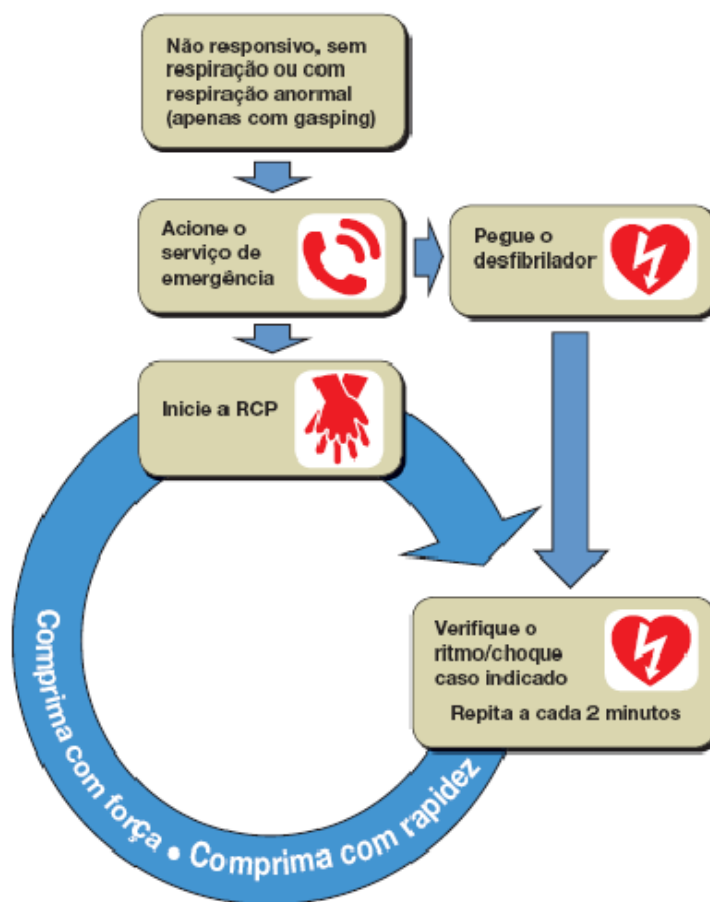 Não responsivo, sem
respiração ou com
respiração anormal
(apenas com gasping)
Acione o
serviço de
emergência
Pegue o
desfibrilador
Inicie a RCP
Verifique o
ritmo/choque
caso indicado
Repita a cada 2 minutos
Comprima com força • Comprima com rapidez